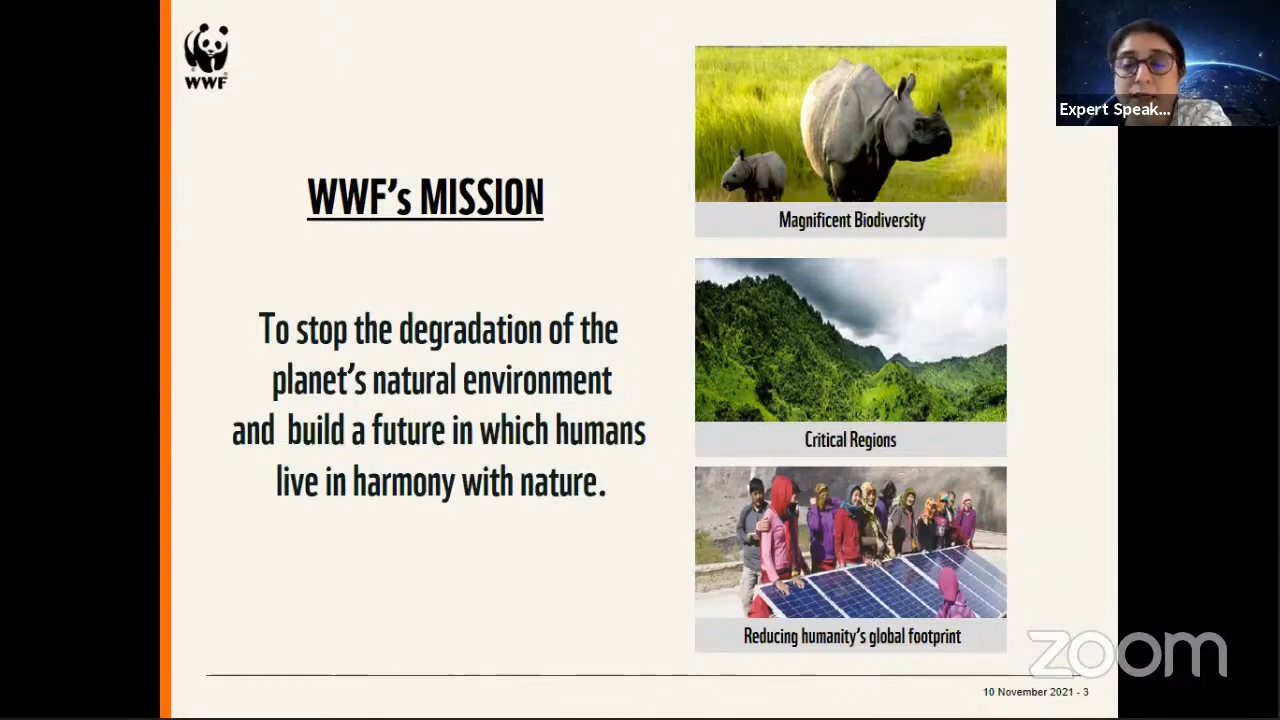 WWF
WWF's MISSION
To stop the degradation of the
planet's natural environment
and build a future in which humans
live in harmony with nature.
Magnificent Biodiversity
Critical Regions
Reducing humanity's global footprint
Expert Speak...
zoom
10 November 2021 - 3